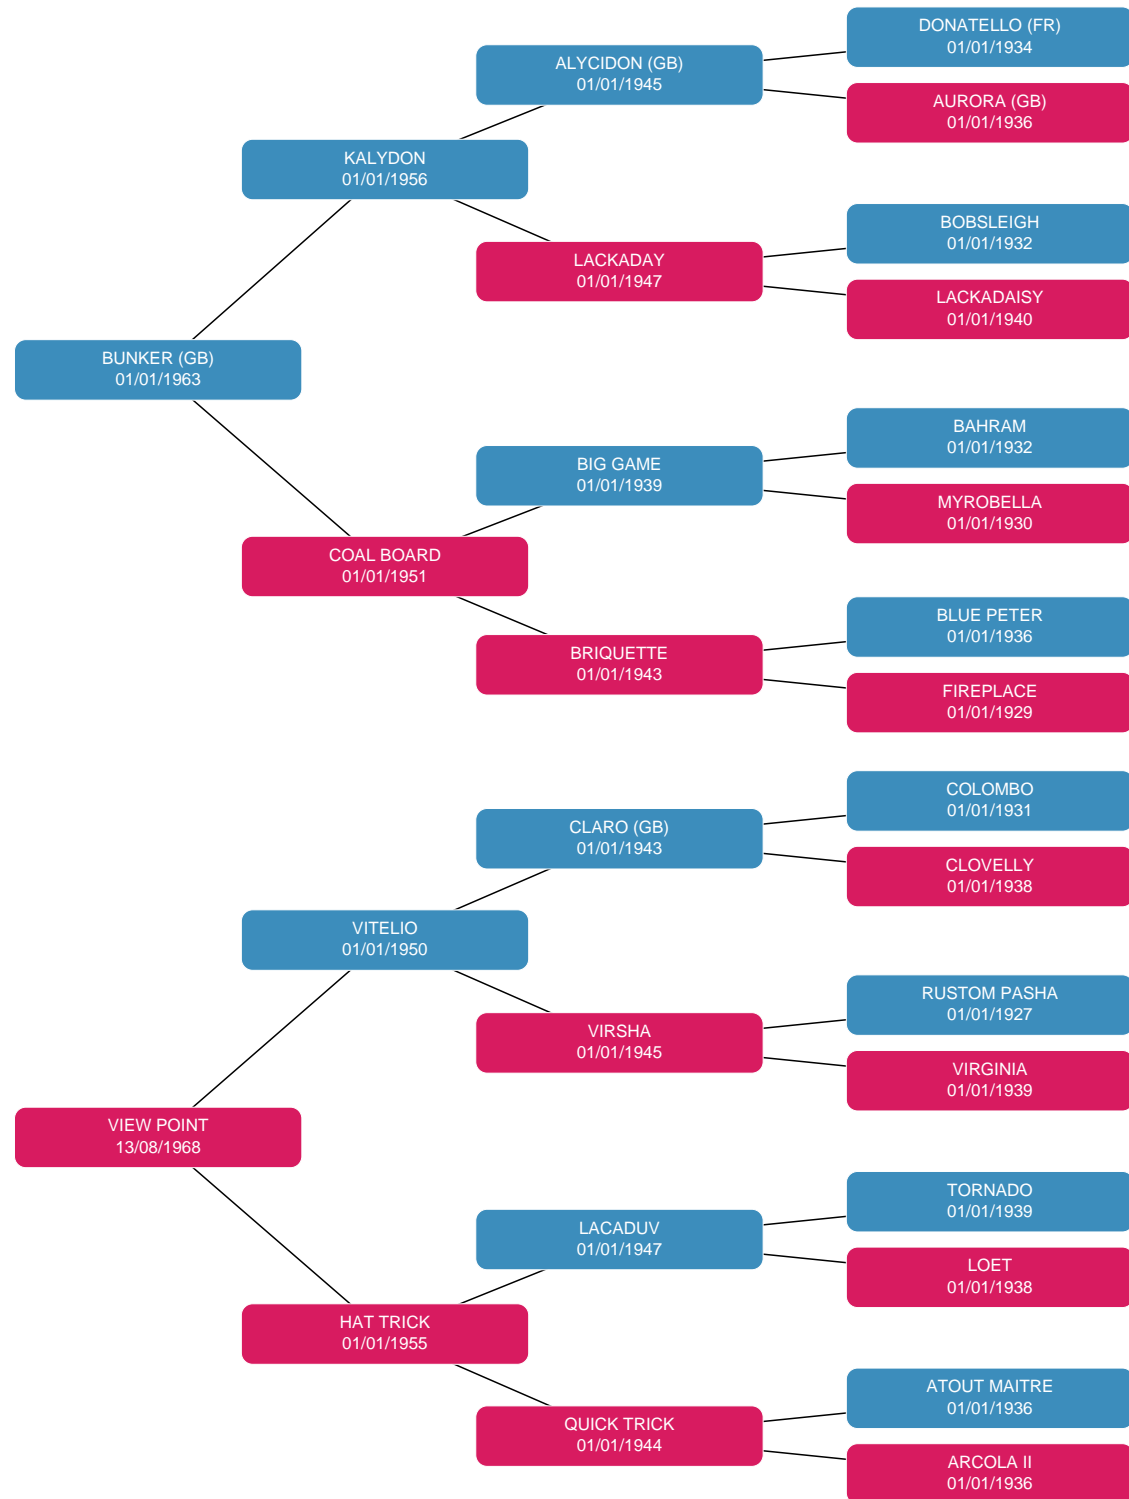 DONATELLO (FR)
01/01/1934
ALYCIDON (GB)
01/01/1945
AURORA (GB)
01/01/1936
KALYDON
01/01/1956
BOBSLEIGH
01/01/1932
LACKADAY
01/01/1947
LACKADAISY
01/01/1940
BUNKER (GB)
01/01/1963
BAHRAM
01/01/1932
BIG GAME
01/01/1939
MYROBELLA
01/01/1930
COAL BOARD
01/01/1951
BLUE PETER
01/01/1936
BRIQUETTE
01/01/1943
FIREPLACE
01/01/1929
COLOMBO
01/01/1931
CLARO (GB)
01/01/1943
CLOVELLY
01/01/1938
VITELIO
01/01/1950
RUSTOM PASHA
01/01/1927
VIRSHA
01/01/1945
VIRGINIA
01/01/1939
VIEW POINT
13/08/1968
TORNADO
01/01/1939
LACADUV
01/01/1947
LOET
01/01/1938
HAT TRICK
01/01/1955
ATOUT MAITRE
01/01/1936
QUICK TRICK
01/01/1944
ARCOLA II
01/01/1936